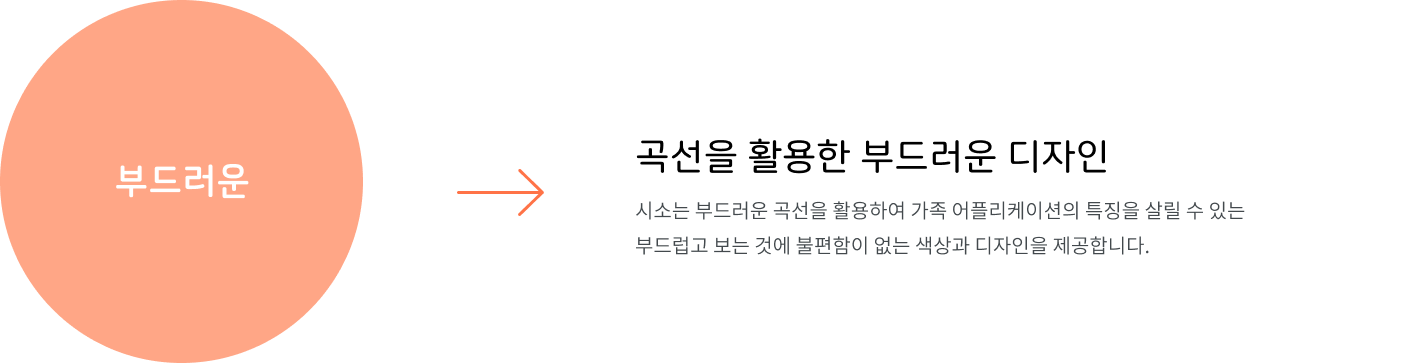 부드러운
곡선을 활용한 부드러운 디자인
시소는 부드러운 곡선을 활용하여 가족 어플리케이션의 특징을 살릴 수 있는
부드럽고 보는 것에 불편함이 없는 색상과 디자인을 제공합니다.